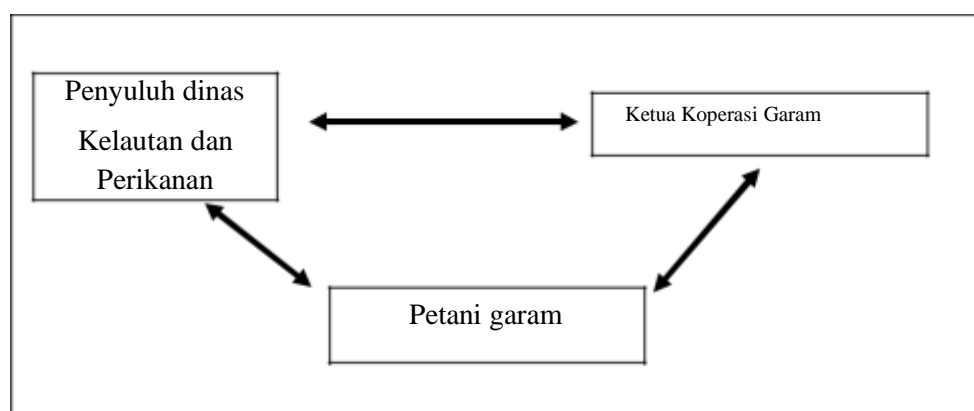 Penyuluh dinas
Kelautan dan
Perikanan
Ketua Koperasi Garam
Petani garam